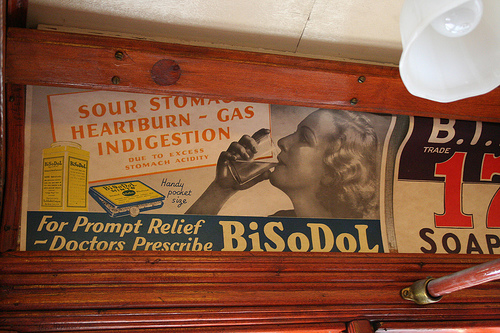 SOUR STOMA
HEARTBURN ~ GAS
INDIGESTION
DUE TO EXCESS
STOMACH ACIDITY
BiSoDoL
Handy
pocket
size
For Prompt Relief
~ Doctors Prescribe
BiSoDoL
B.
TRADE
17
SOAP